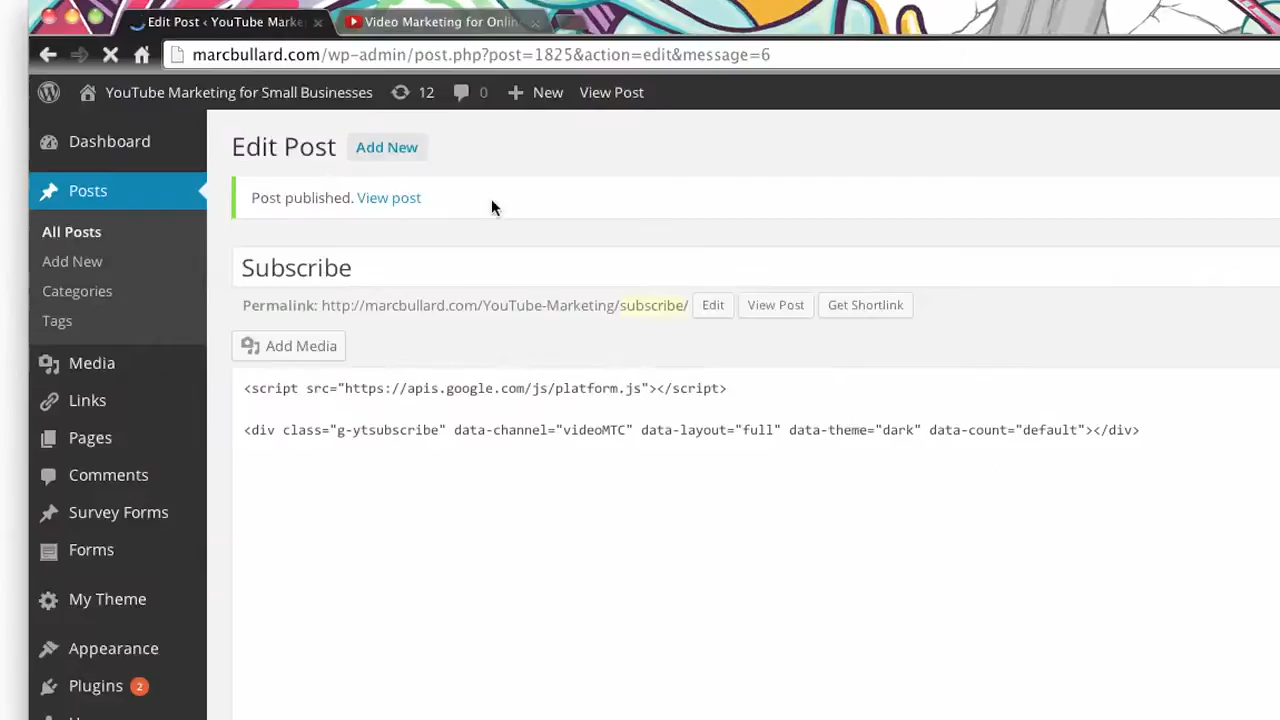 Edit Post ‹ YouTube Marke
Video Marketing for Onlin
marcbullard.com/wp-admin/post.php?post=1825&action=edit&message=6
YouTube Marketing for Small Businesses 12 0 New View Post
Dashboard
Posts
All Posts
Add New
Categories
Tags
Media
Links
Pages
Comments
Survey Forms
Forms
My Theme
Appearance
Plugins 2
Edit Post Add New
Post published. View post
Subscribe
Permalink: http://marcbullard.com/YouTube-Marketing/subscribe/ Edit View Post Get Shortlink
Add Media
<script src="https://apis.google.com/js/platform.js"></script>
<div class="g-ytsubscribe" data-channel="videoMTC" data-layout="full" data-theme="dark" data-count="default"></div>